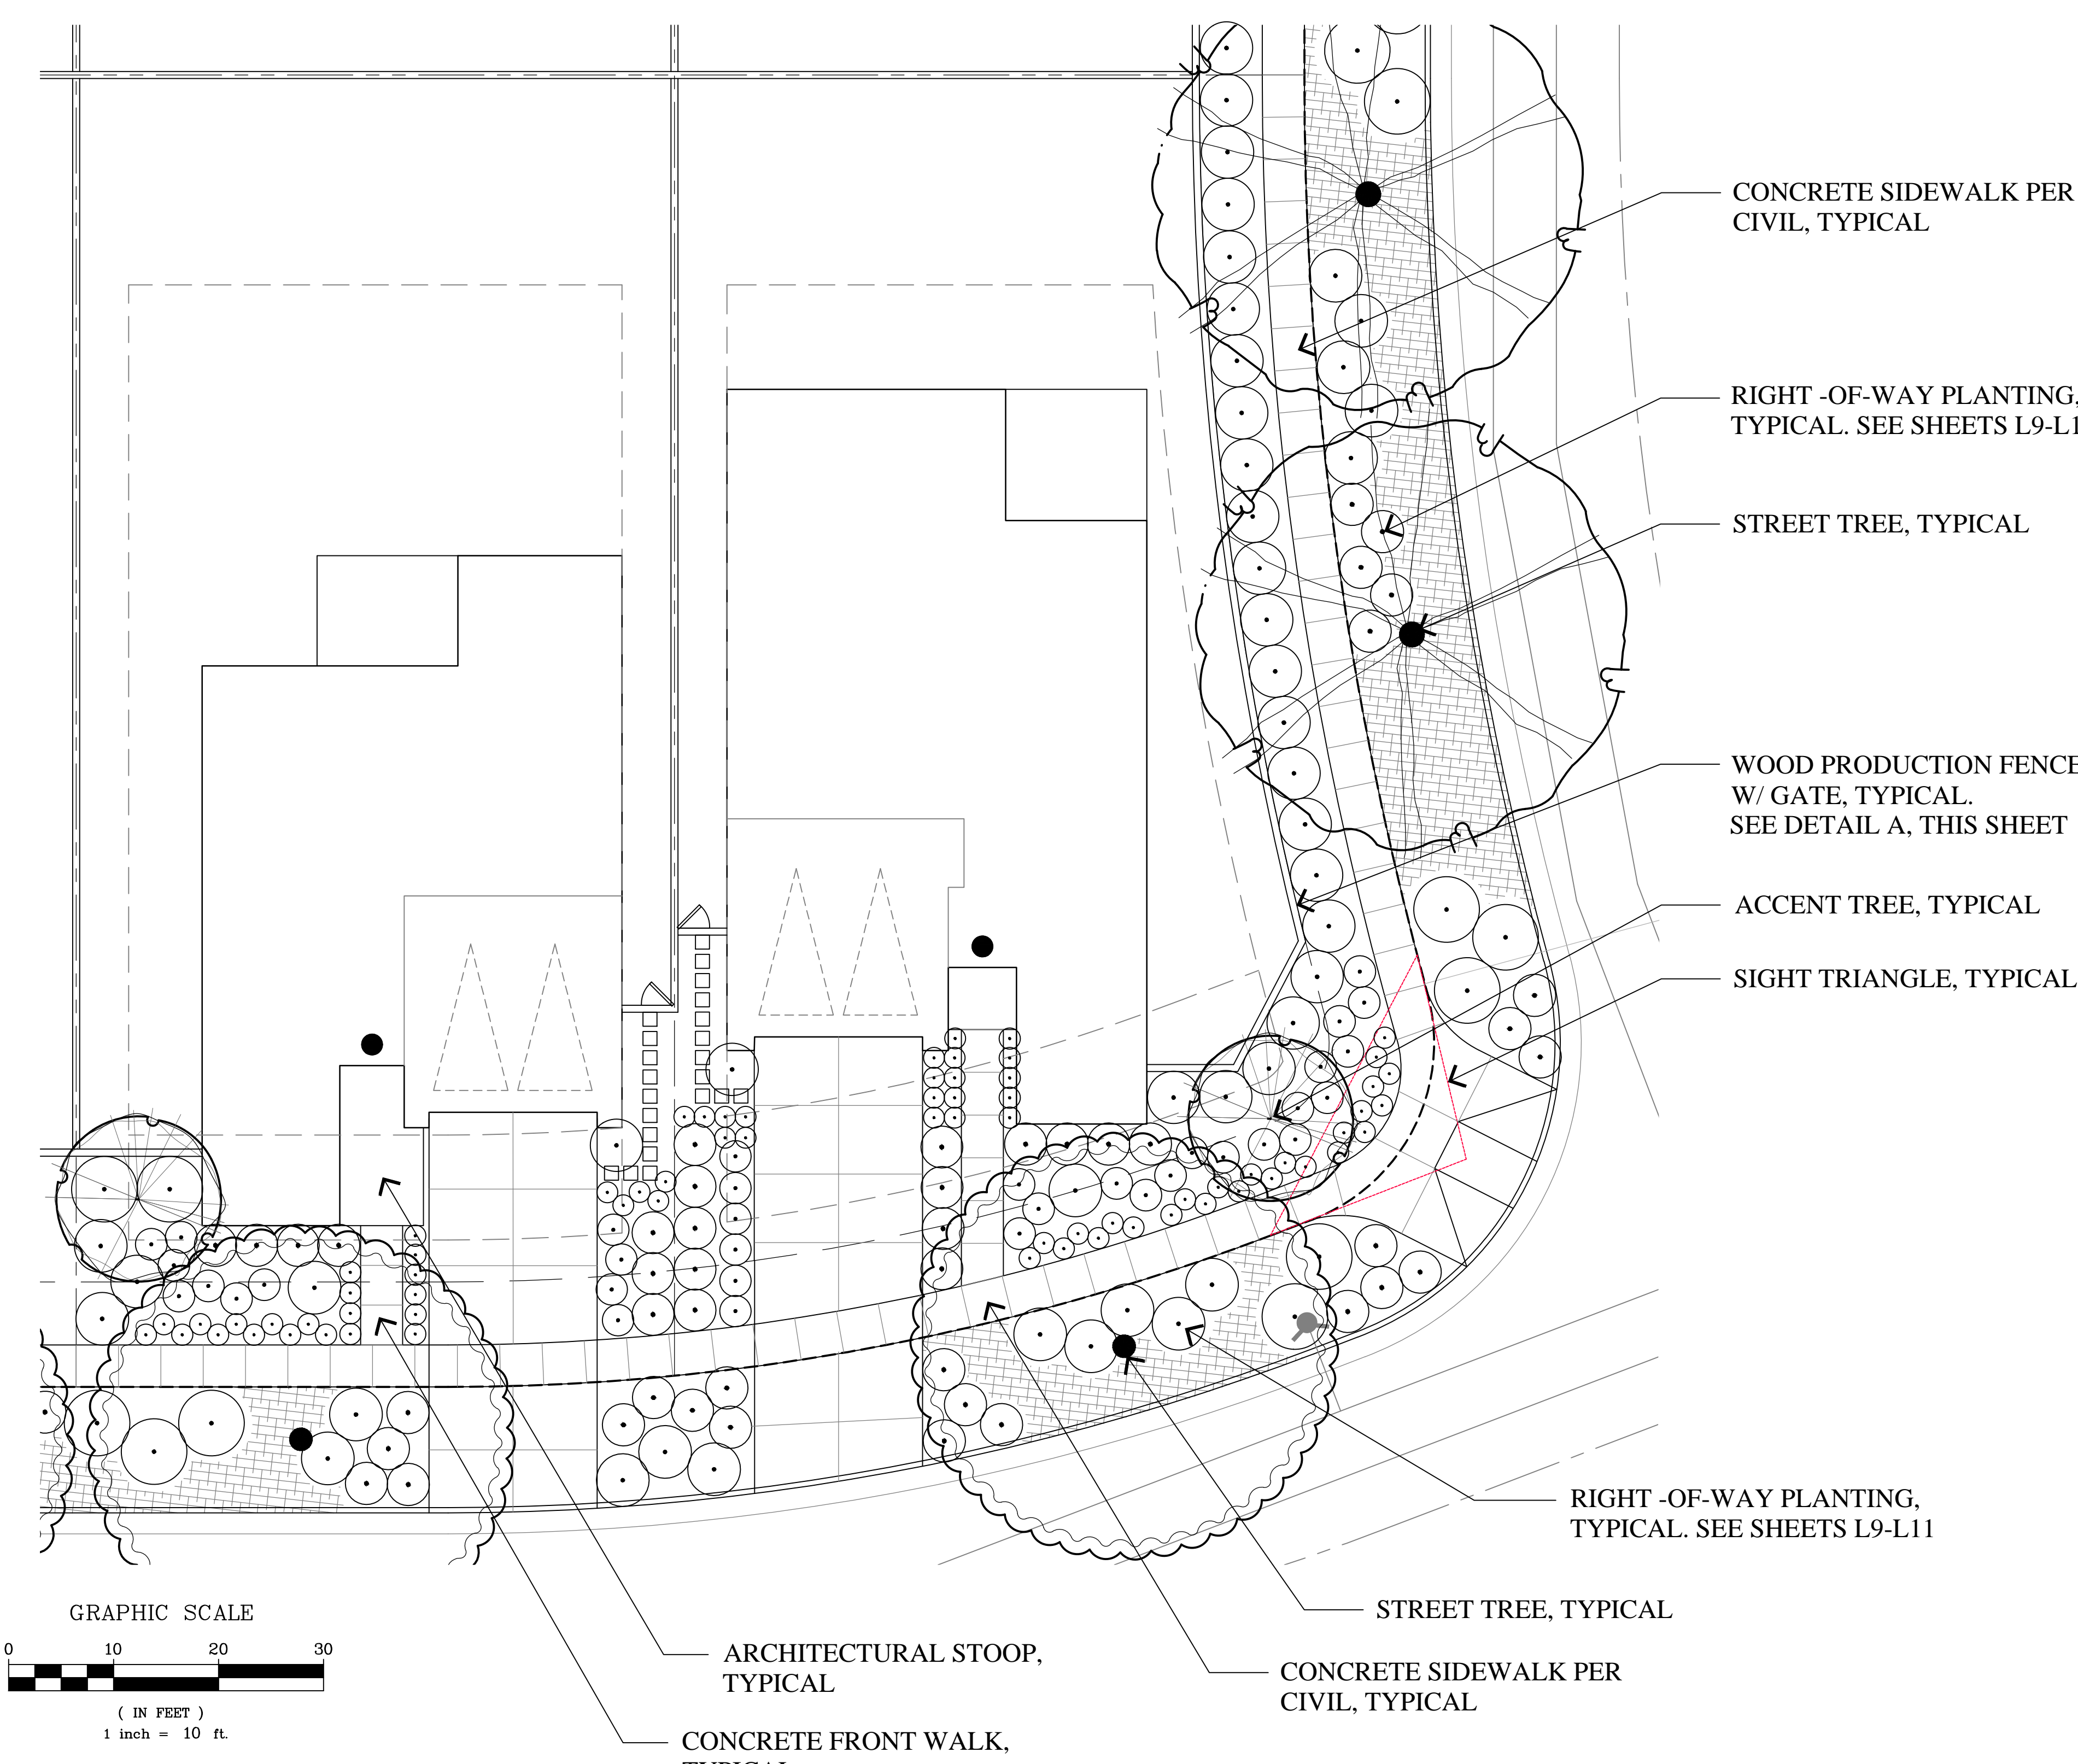 CONCRETE SIDEWALK PER
CIVIL, TYPICAL
RIGHT -OF-WAY PLANTING,
TYPICAL. SEE SHEETS L9-L1
STREET TREE, TYPICAL
WOOD PRODUCTION FENCE
W/ GATE, TYPICAL.
SEE DETAIL A, THIS SHEET
ACCENT TREE, TYPICAL
SIGHT TRIANGLE, TYPICAL
RIGHT -OF-WAY PLANTING,
TYPICAL. SEE SHEETS L9-L11
STREET TREE, TYPICAL
CONCRETE SIDEWALK PER
CIVIL, TYPICAL
ARCHITECTURAL STOOP,
TYPICAL
CONCRETE FRONT WALK,
GRAPHIC SCALE
0 10 20 30
( IN FEET )
1 inch = 10 ft.